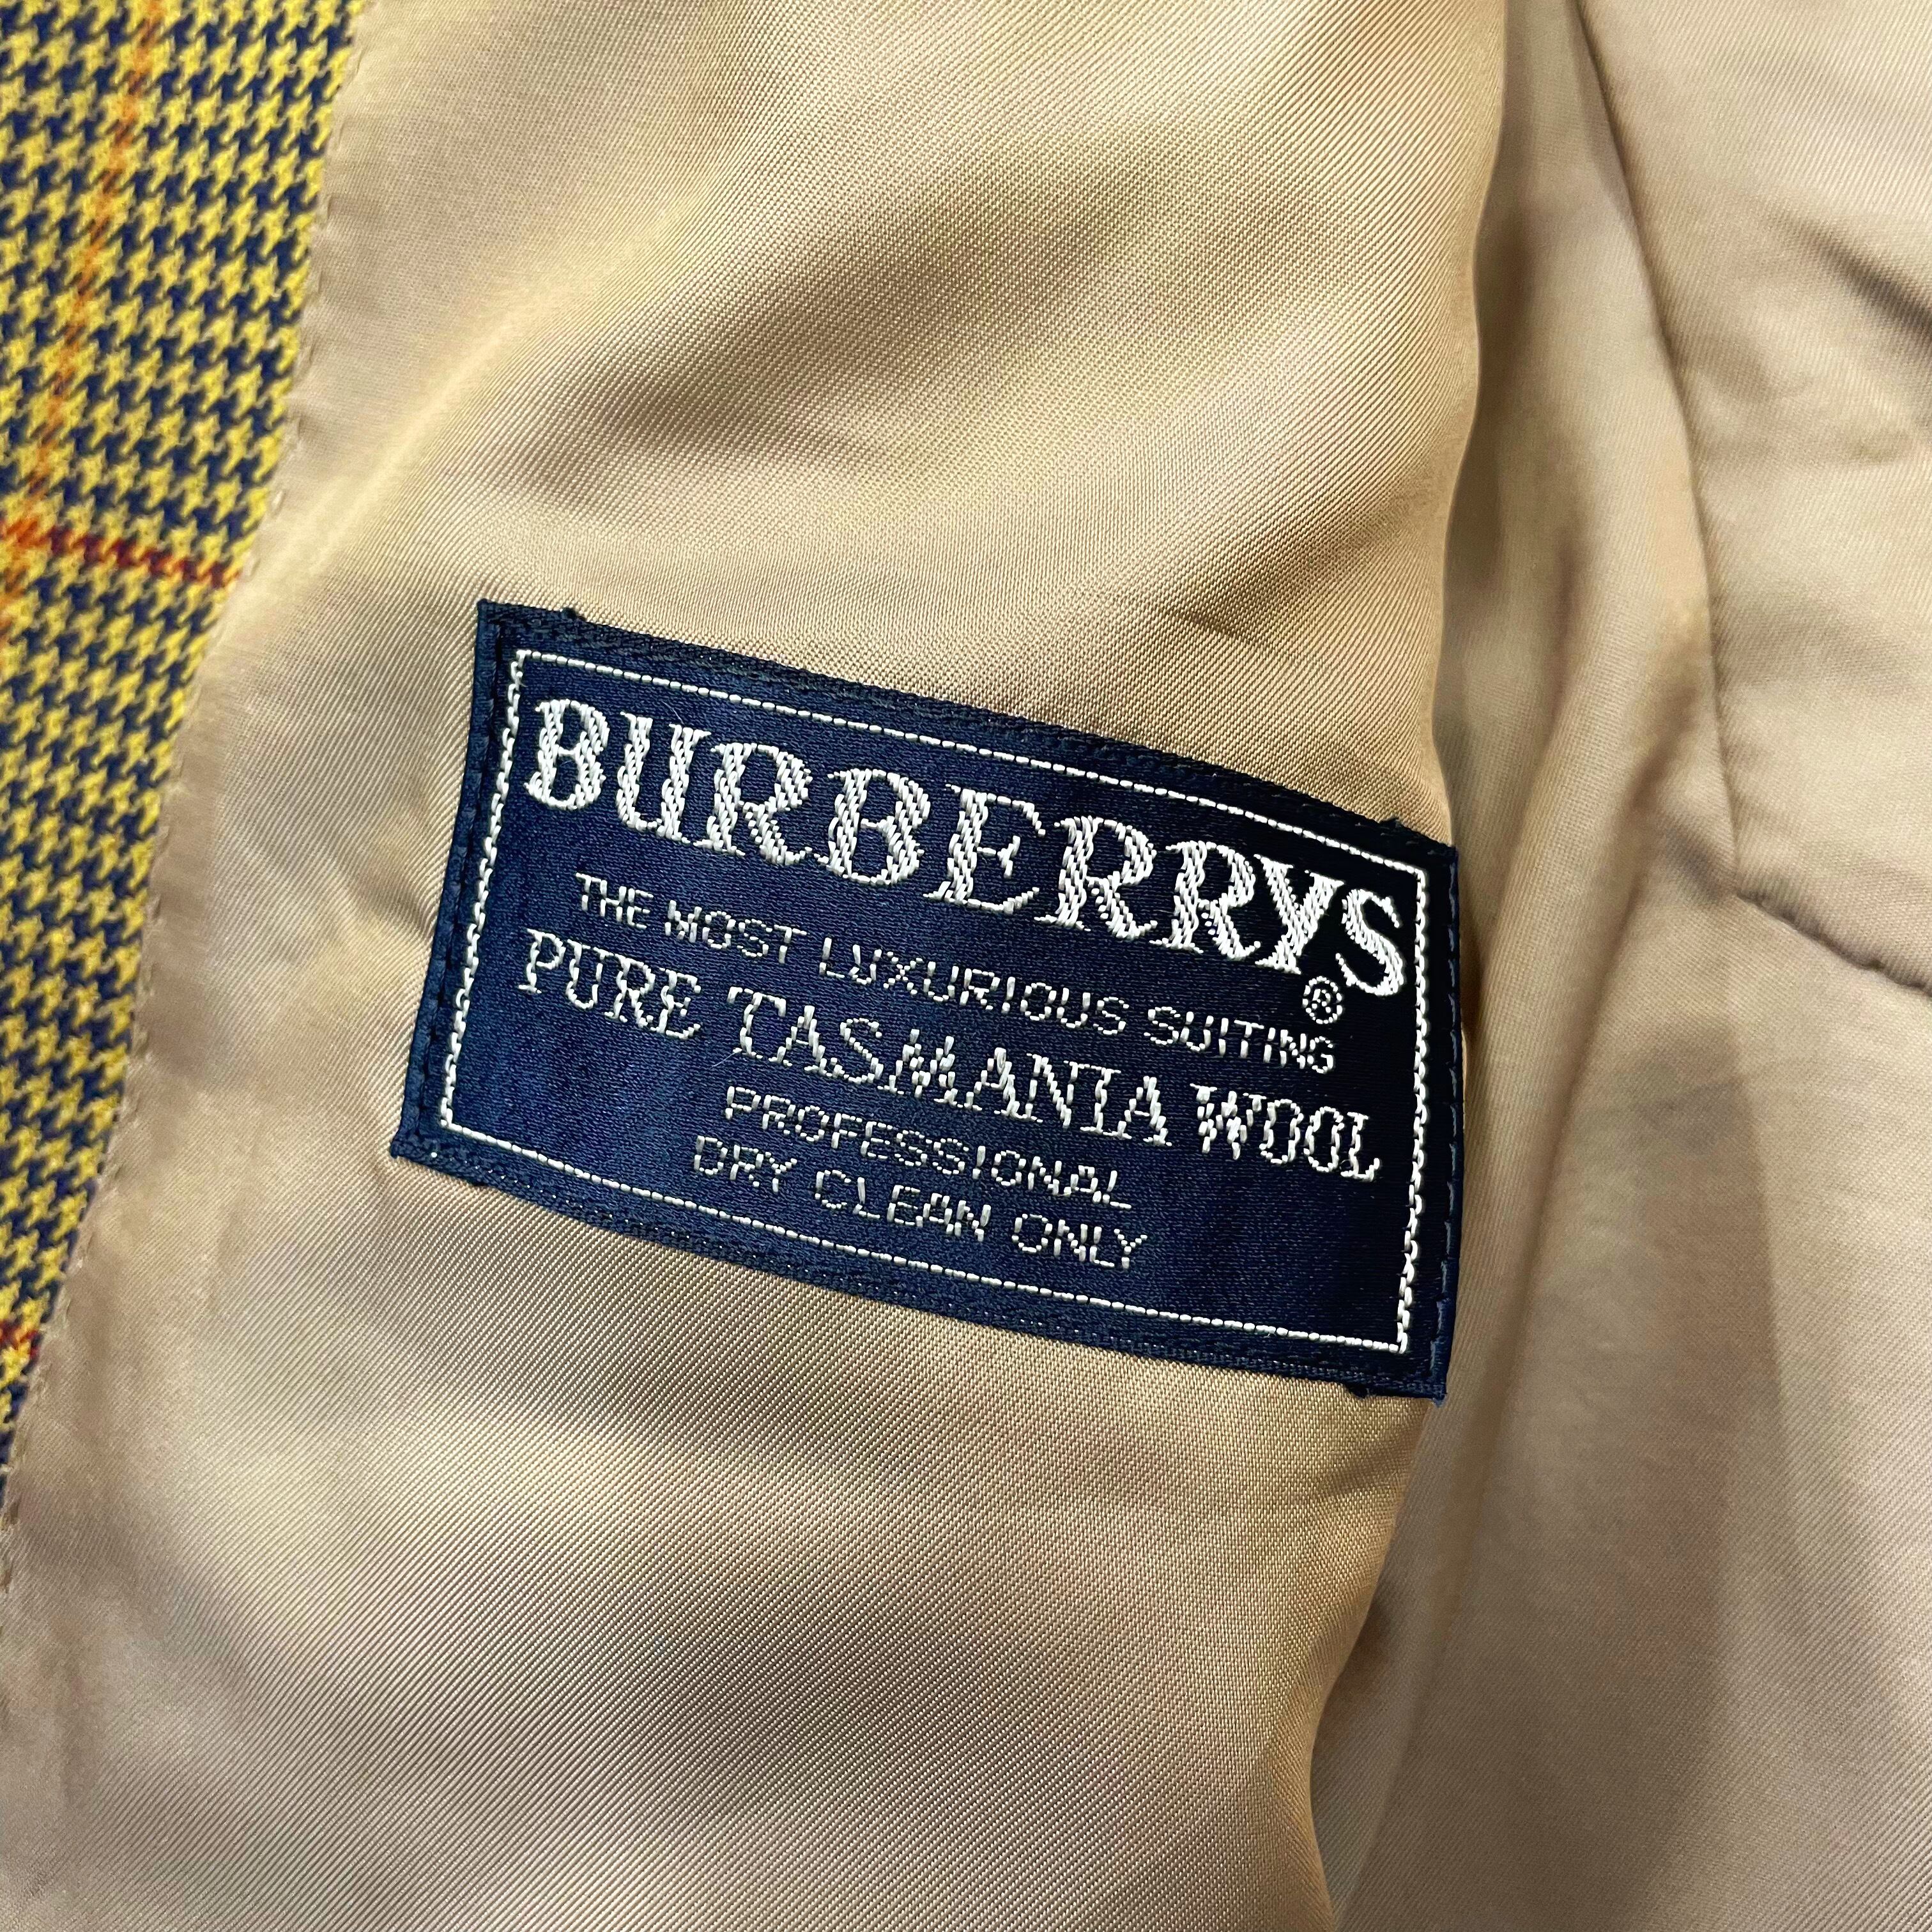 BURBERRYS
®
THE MOST LUXURIOUS SUITING
PURE TASMANIA WOOL
PROFESSIONAL
DRY CLEAN ONLY